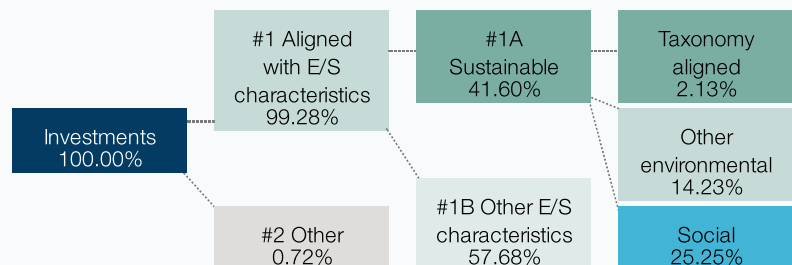 Investments
100.00%
#1 Aligned
with E/S
characteristics
99.28%
#2 Other
0.72%
#1A
Sustainable
41.60%
#1B Other E/S
characteristics
57.68%
Taxonomy
aligned
2.13%
Other
environmental
14.23%
Social
25.25%